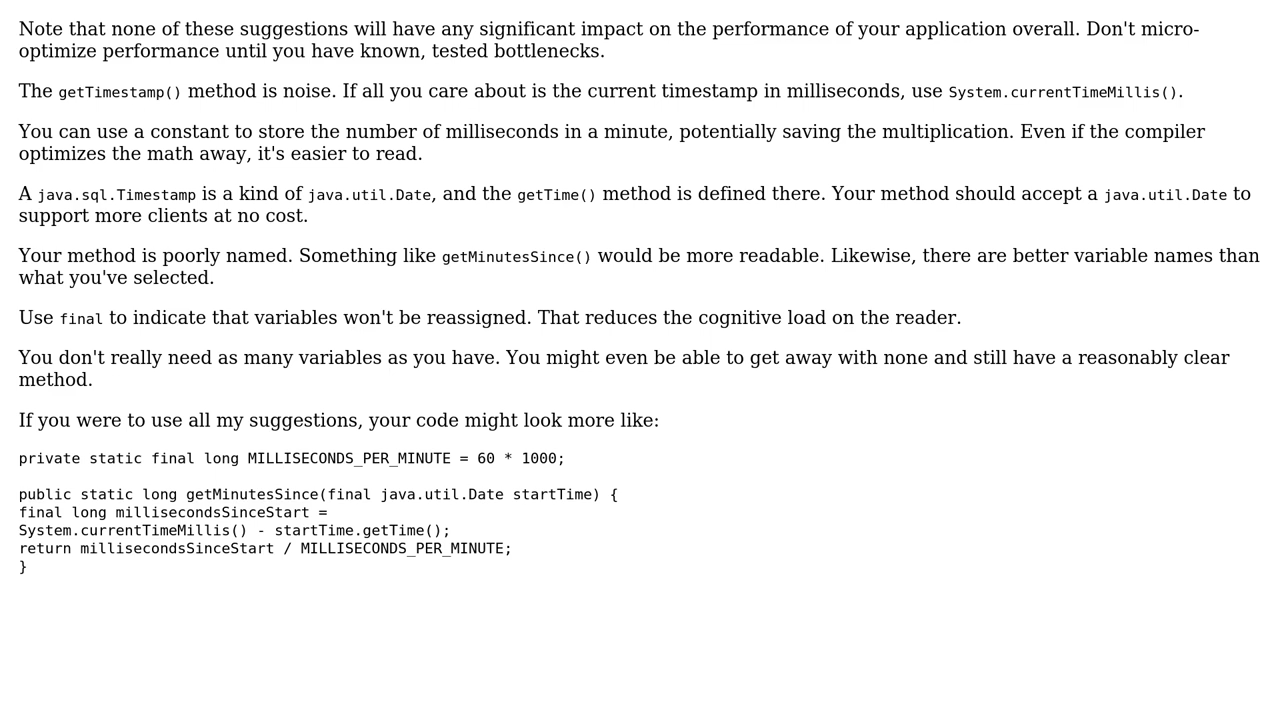 Note that none of these suggestions will have any significant impact on the performance of your application overall. Don't micro-
optimize performance until you have known, tested bottlenecks.
The getTimestamp() method is noise. If all you care about is the current timestamp in milliseconds, use System.currentTimeMillis().
You can use a constant to store the number of milliseconds in a minute, potentially saving the multiplication. Even if the compiler
optimizes the math away, it's easier to read.
A java.sql.Timestamp is a kind of java.util.Date, and the getTime() method is defined there. Your method should accept a java.util.Date to
support more clients at no cost.
Your method is poorly named. Something like getMinutesSince() would be more readable. Likewise, there are better variable names than
what you've selected.
Use final to indicate that variables won't be reassigned. That reduces the cognitive load on the reader.
You don't really need as many variables as you have. You might even be able to get away with none and still have a reasonably clear
method.
If you were to use all my suggestions, your code might look more like:
private static final long MILLISECONDS_PER_MINUTE = 60 * 1000;
public static long getMinutesSince(final java.util.Date startTime) {
final long millisecondsSinceStart =
System.currentTimeMillis() - startTime.getTime();
return millisecondsSinceStart / MILLISECONDS_PER_MINUTE;
}